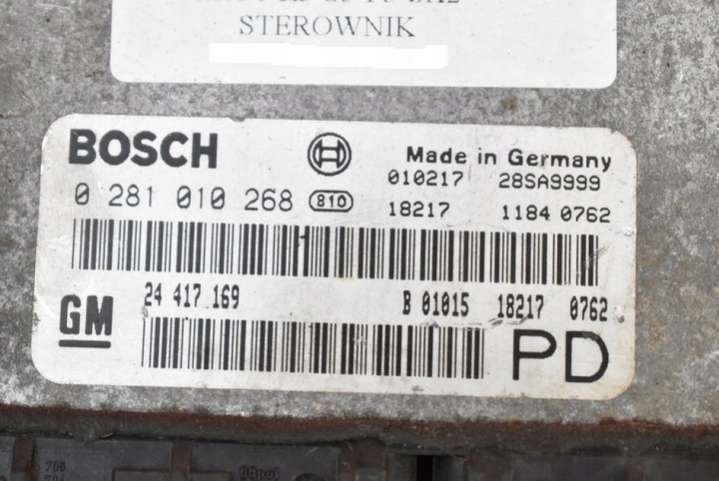 STEROWNIK
BOSCH Made in Germany
010217 28SA9999
0 281 010 268 810
18217 1184 0762
24 417 169 B 01015 18217 0762
GM PD